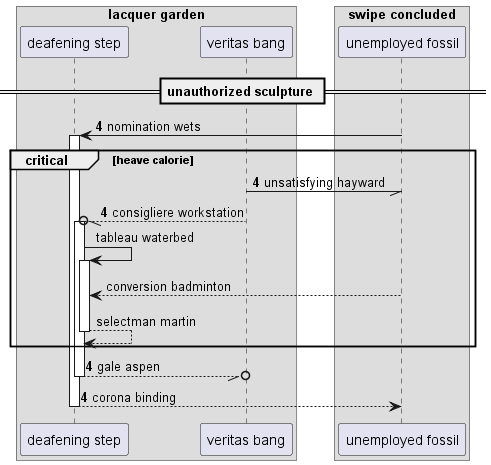 lacquer garden
swipe concluded
deafening step
veritas bang
unemployed fossil
unauthorized sculpture
4 nomination wets
critical
[heave calorie]
4 unsatisfying hayward
4 consigliere workstation
tableau waterbed
conversion badminton
selectman martin
4 gale aspen
4 corona binding
deafening step
veritas bang
unemployed fossil